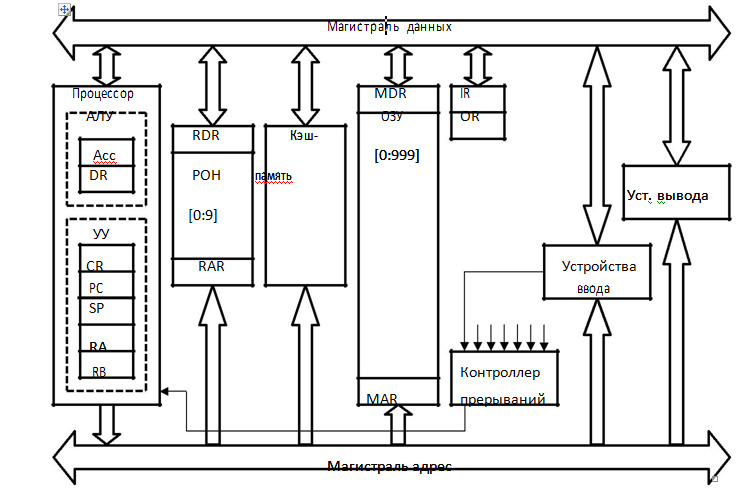 Магистраль данных
Процессор
АЛУ
Acc
DR
УУ
CR
PC
SP
RA
RB
RDR
РОН
[0:9]
RAR
Кэш-
память
MDR
ОЗУ
[0:999]
MAR
IR
OR
Контроллер
прерываний
Устройства
ввода
Уст. вывода
Магистраль адрес